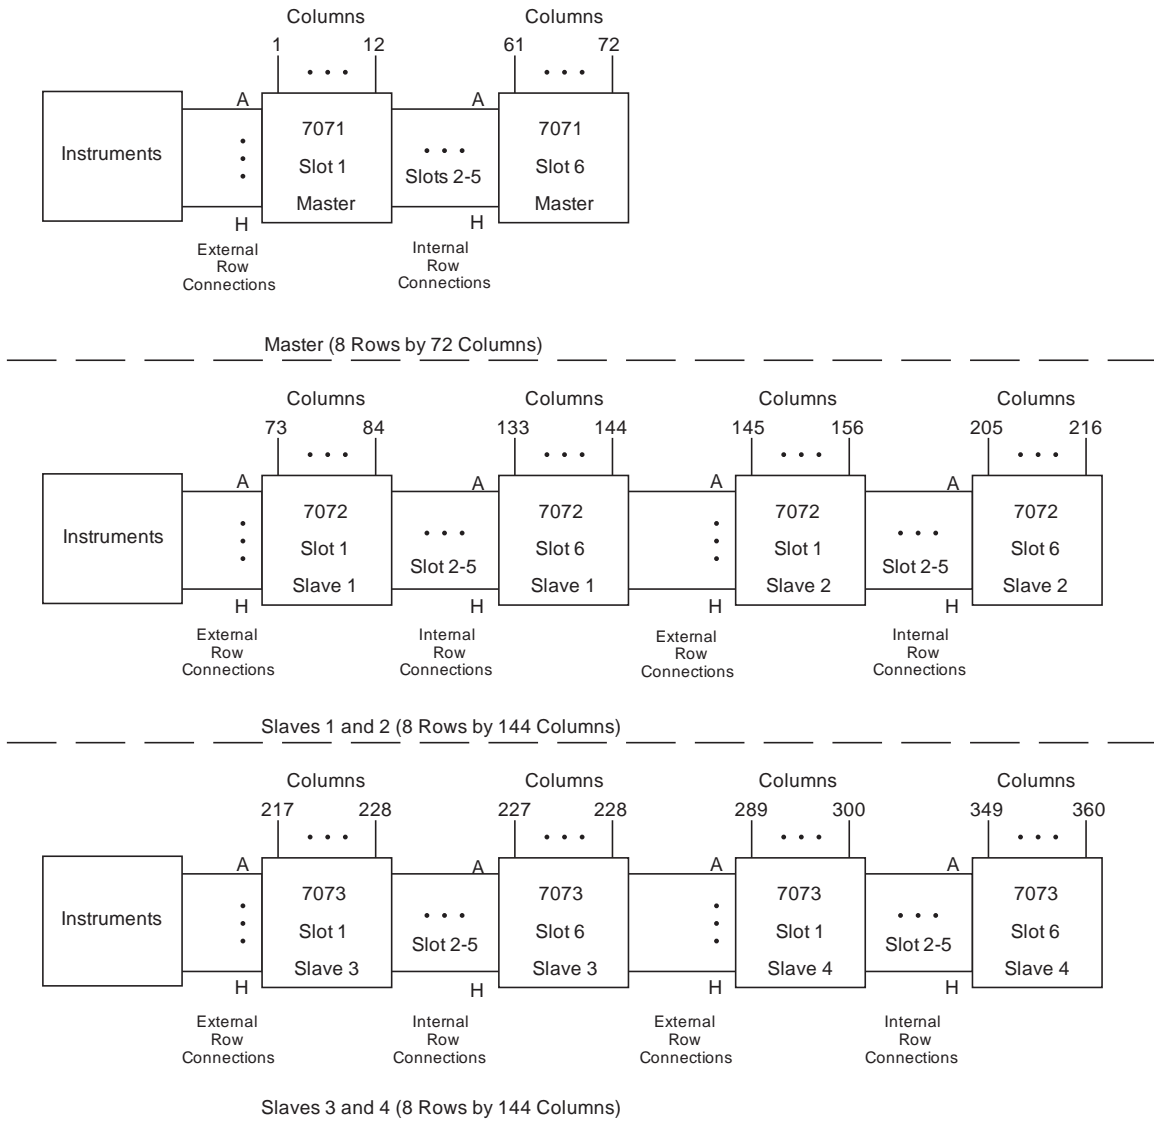 Columns Columns
1 12 61 72
A A
Instruments
7071
Slot 1
Master
Slots 2-5
7071
Slot 6
Master
H H
External
Row
Connections
Internal
Row
Connections
Master (8 Rows by 72 Columns)
Columns Columns Columns Columns
73 84 133 144 145 156 205 216
A A A A
Instruments
7072
Slot 1
Slave 1
Slot 2-5
7072
Slot 6
Slave 1
7072
Slot 1
Slave 2
Slot 2-5
7072
Slot 6
Slave 2
H H H H
External
Row
Connections
Internal
Row
Connections
External
Row
Connections
Internal
Row
Connections
Slaves 1 and 2 (8 Rows by 144 Columns)
Columns Columns Columns Columns
217 228 227 228 289 300 349 360
A A A A
Instruments
7073
Slot 1
Slave 3
Slot 2-5
7073
Slot 6
Slave 3
7073
Slot 1
Slave 4
Slot 2-5
7073
Slot 6
Slave 4
H H H H
External
Row
Connections
Internal
Row
Connections
External
Row
Connections
Internal
Row
Connections
Slaves 3 and 4 (8 Rows by 144 Columns)